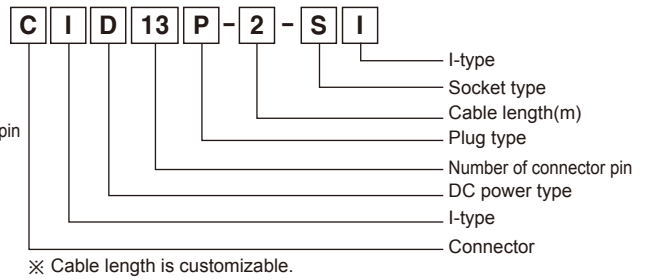 C I D 13 P - 2 - S I
I-type
Socket type
Cable length(m)
Plug type
pin
Number of connector pin
DC power type
I-type
Connector
※ Cable length is customizable.